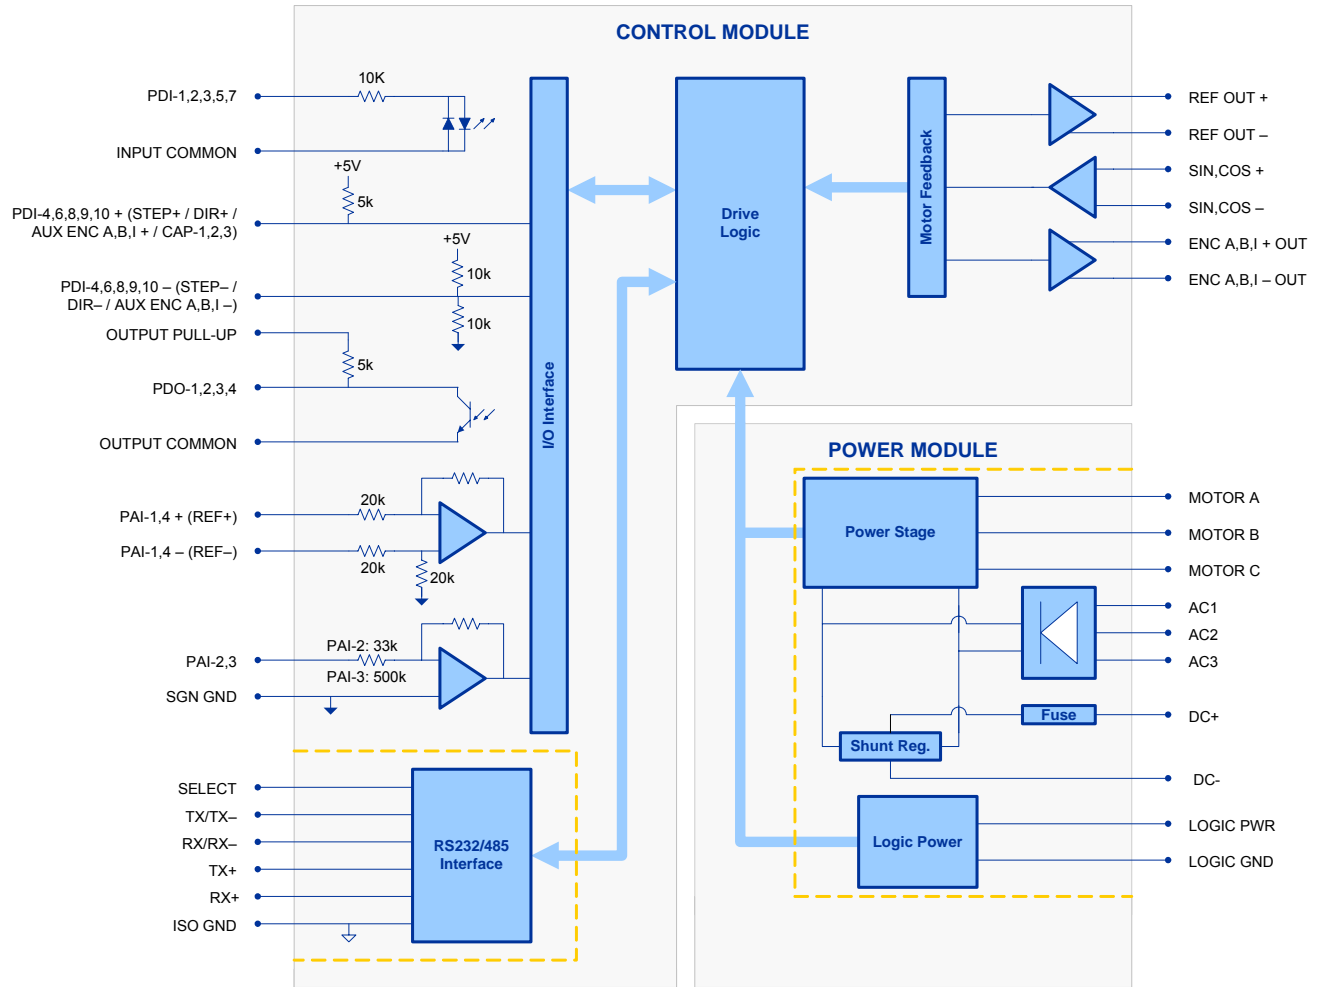 CONTROL MODULE
PDI-1,2,3,5,7
10K
INPUT COMMON
+5V
5k
PDI-4,6,8,9,10 + (STEP+ / DIR+ /
AUX ENC A,B,I + / CAP-1,2,3)
+5V
10k
PDI-4,6,8,9,10 – (STEP– /
DIR– / AUX ENC A,B,I –)
10k
OUTPUT PULL-UP
5k
PDO-1,2,3,4
OUTPUT COMMON
I/O Interface
20k
PAI-1,4 + (REF+)
PAI-1,4 – (REF–)
20k
20k
PAI-2: 33k
PAI-2,3
PAI-3: 500k
SGN GND
SELECT
TX/TX–
RX/RX–
TX+
RX+
ISO GND
RS232/485
Interface
Drive
Logic
Motor Feedback
REF OUT +
REF OUT –
SIN,COS +
SIN,COS –
ENC A,B,I + OUT
ENC A,B,I – OUT
POWER MODULE
Power Stage
MOTOR A
MOTOR B
MOTOR C
AC1
AC2
AC3
Fuse
DC+
Shunt Reg.
DC-
Logic Power
LOGIC PWR
LOGIC GND